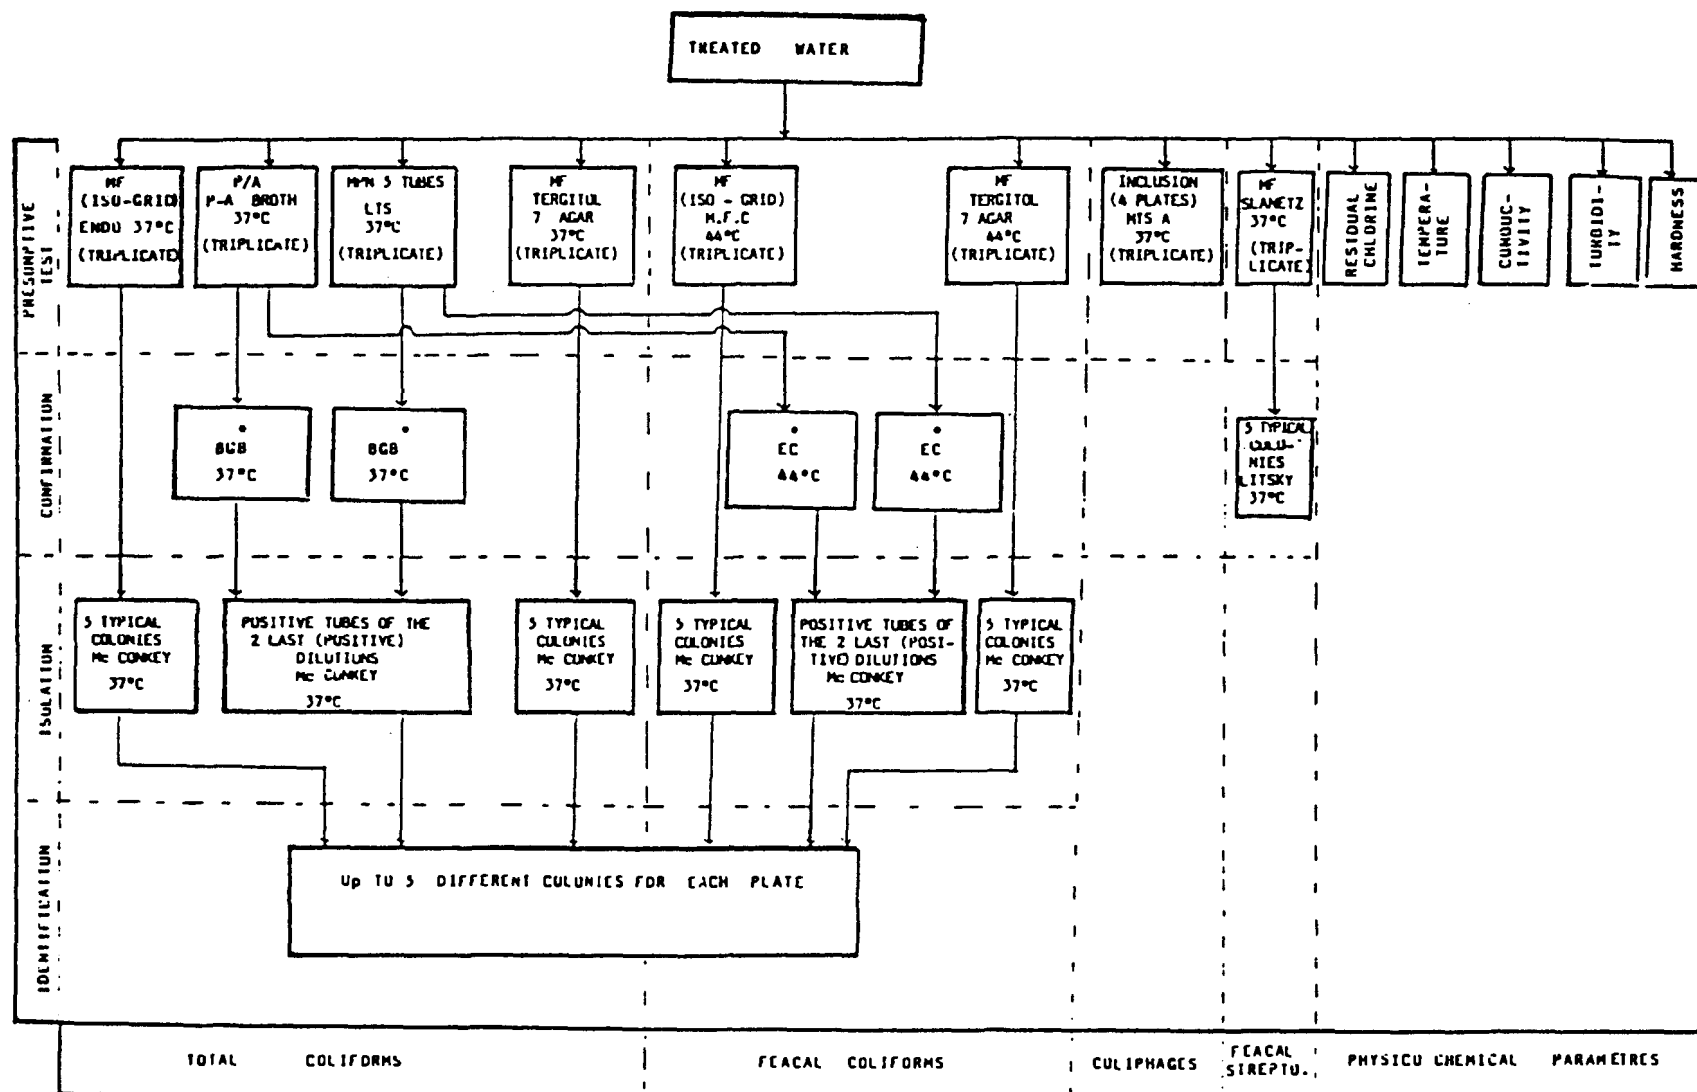 TREATED WATER
PRESUMPTIVE
TEST
MF
(ISO-GRID)
ENDO 37°C
(TRIPLICATE)
P/A
P-A BROTH
37°C
(TRIPLICATE)
MPN 5 TUBES
LTS
37°C
(TRIPLICATE)
MF
TERGITOL
7 AGAR
37°C
(TRIPLICATE)
MF
(ISO - GRID)
M.F.C
44°C
(TRIPLICATE)
MF
TERGITOL
7 AGAR
44°C
(TRIPLICATE)
INCLUSION
(4 PLATES)
MTS A
37°C
(TRIPLICATE)
MF
SLANETZ
37°C
(TRIP-
LICATE)
RESIDUAL
CHLORINE
TEMPERA-
TURE
CONDUC-
TIVITY
TURBIDI-
TY
HARDNESS
CONFIRMATION
*
BGB
37°C
*
BGB
37°C
*
EC
44°C
*
EC
44°C
5 TYPICAL
COLO-
NIES
LITSKY
37°C
ISOLATION
5 TYPICAL
COLONIES
Mc CONKEY
37°C
POSITIVE TUBES OF THE
2 LAST (POSITIVE)
DILUTIONS
Mc CONKEY
37°C
5 TYPICAL
COLONIES
Mc CONKEY
37°C
5 TYPICAL
COLONIES
Mc CONKEY
37°C
POSITIVE TUBES OF
THE 2 LAST (POSI-
TIVE) DILUTIONS
Mc CONKEY
37°C
5 TYPICAL
COLONIES
Mc CONKEY
37°C
IDENTIFICATION
Up TO 5 DIFFERENT COLONIES FOR EACH PLATE
TOTAL COLIFORMS
FEACAL COLIFORMS
COLIPHAGES
FEACAL
STREPTO.
PHYSICO CHEMICAL PARAMETRES